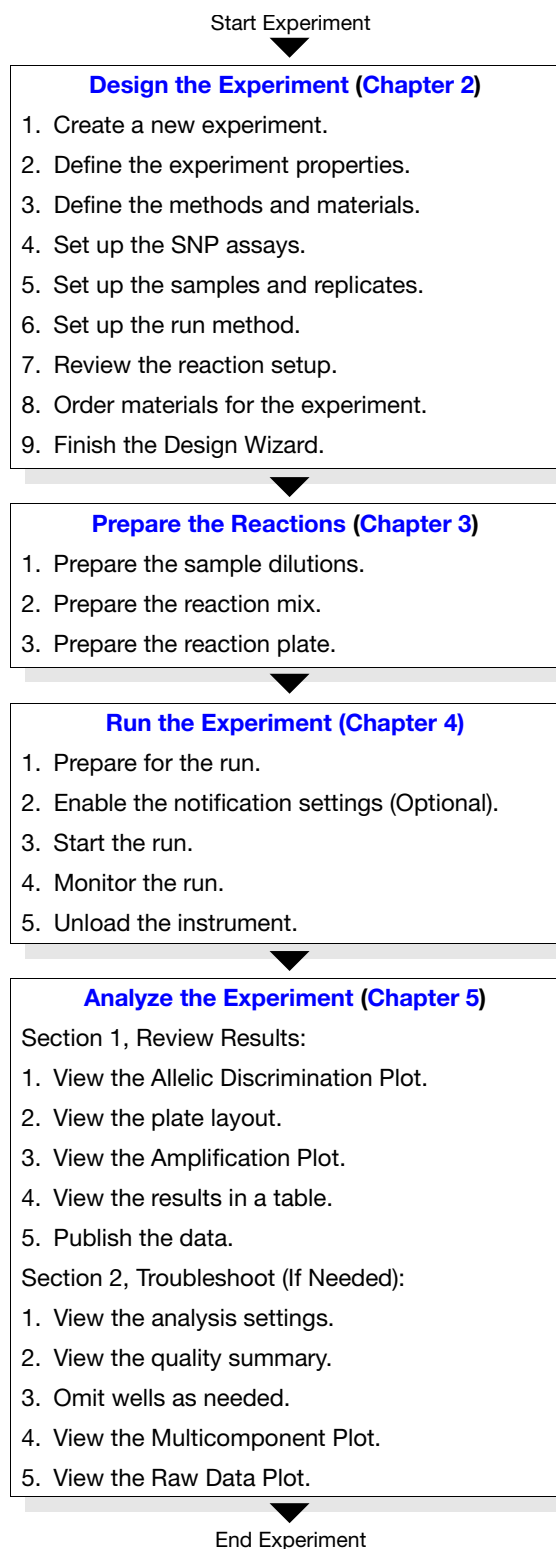 Start Experiment
Design the Experiment (Chapter 2)
1. Create a new experiment.
2. Define the experiment properties.
3. Define the methods and materials.
4. Set up the SNP assays.
5. Set up the samples and replicates.
6. Set up the run method.
7. Review the reaction setup.
8. Order materials for the experiment.
9. Finish the Design Wizard.
Prepare the Reactions (Chapter 3)
1. Prepare the sample dilutions.
2. Prepare the reaction mix.
3. Prepare the reaction plate.
Run the Experiment (Chapter 4)
1. Prepare for the run.
2. Enable the notification settings (Optional).
3. Start the run.
4. Monitor the run.
5. Unload the instrument.
Analyze the Experiment (Chapter 5)
Section 1, Review Results:
1. View the Allelic Discrimination Plot.
2. View the plate layout.
3. View the Amplification Plot.
4. View the results in a table.
5. Publish the data.
Section 2, Troubleshoot (If Needed):
1. View the analysis settings.
2. View the quality summary.
3. Omit wells as needed.
4. View the Multicomponent Plot.
5. View the Raw Data Plot.
End Experiment